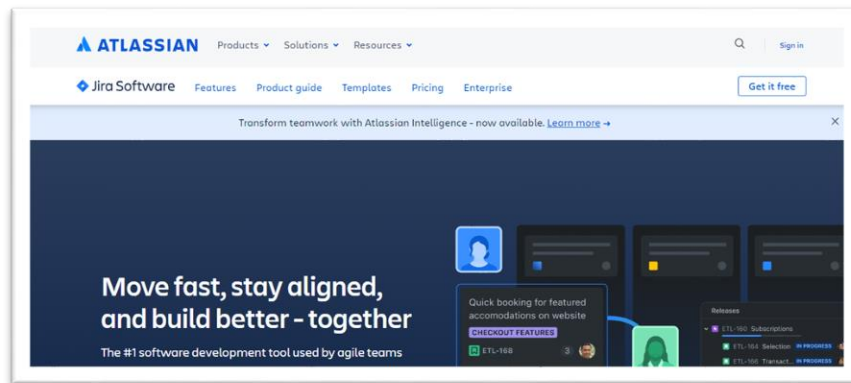 ATLASSIAN Products Solutions Resources Sign in
Jira Software Features Product guide Templates Pricing Enterprise Get it free
Transform teamwork with Atlassian Intelligence - now available. Learn more →
Move fast, stay aligned,
and build better - together
The #1 software development tool used by agile teams
Quick booking for featured
accomodations on website
CHECKOUT FEATURES
ETL-168 3
Releases
ETL-160 Subscriptions
ETL-164 Selection IN PROGRESS
ETL-166 Transact... IN PROGRESS